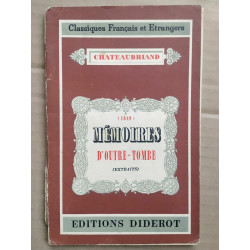 Classiques Français et Etrangers
CHATEAUBRIAND
MÉMOIRES
D'OUTRE-TOMBE
(EXTRAITS)
EDITIONS DIDEROT